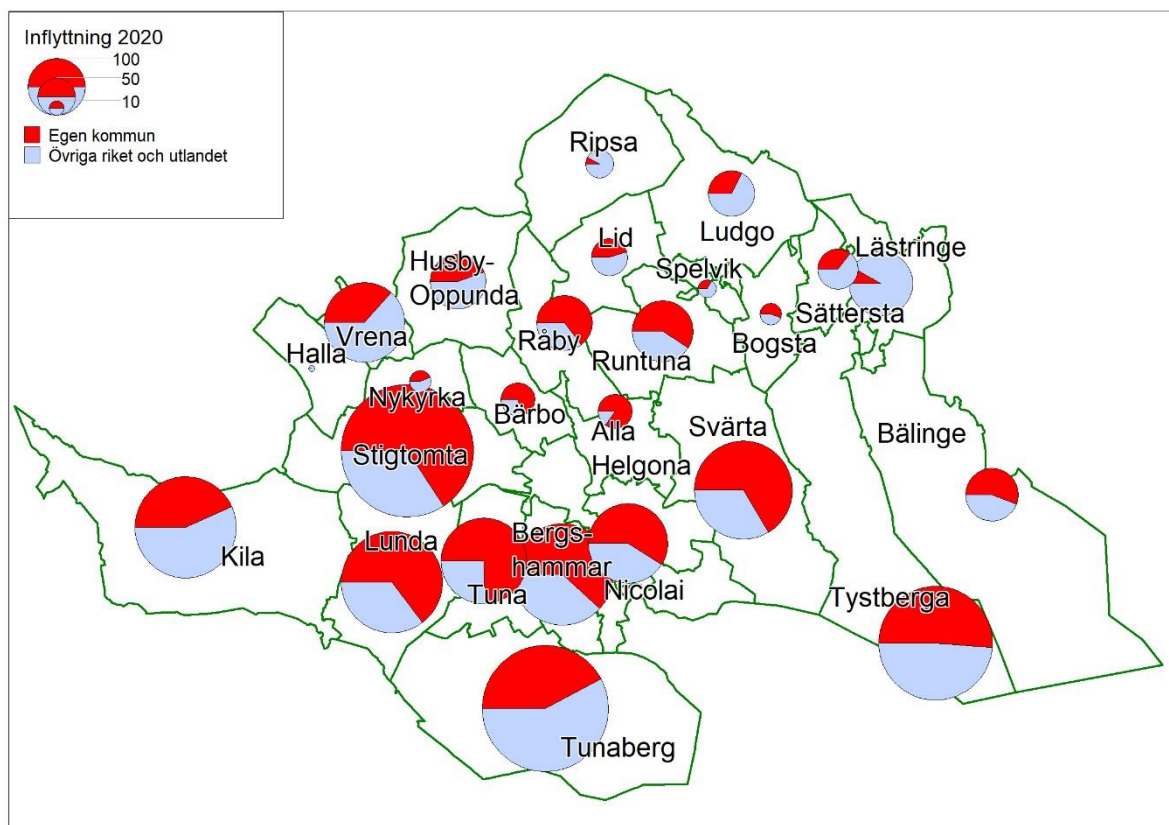 Inflyttning 2020
100
50
10
Egen kommun
Övriga riket och utlandet
Ripsa
Ludgo
Lid
Lästringe
Husby-
Oppunda
Spelvik
Sättersta
Vrena
Råby
Bogsta
Halla
Runtuna
Nykyrka
Bärbo
Alla
Helgona
Svärta
Bälinge
Stigtomta
Lunda
Bergs-
hammar
Kila
Tuna
Nicolai
Tystberga
Tunaberg